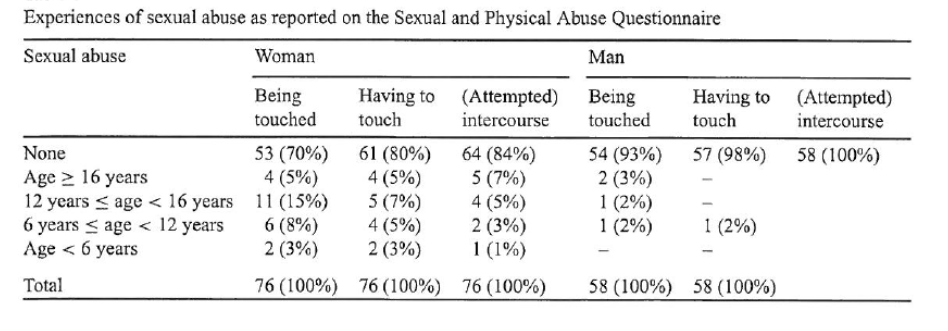 Experiences of sexual abuse as reported on the Sexual and Physical Abuse Questionnaire
Sexual abuse Woman Man
Being Having to (Attempted) Being Having to (Attempted)
touched touch intercourse touched touch intercourse
None 53 (70%) 61 (80%) 64 (84%) 54 (93%) 57 (98%) 58 (100%)
Age ≥ 16 years 4 (5%) 4 (5%) 5 (7%) 2 (3%) –
12 years ≤ age < 16 years 11 (15%) 5 (7%) 4 (5%) 1 (2%) –
6 years ≤ age < 12 years 6 (8%) 4 (5%) 2 (3%) 1 (2%) 1 (2%)
Age < 6 years 2 (3%) 2 (3%) 1 (1%) – –
Total 76 (100%) 76 (100%) 76 (100%) 58 (100%) 58 (100%)